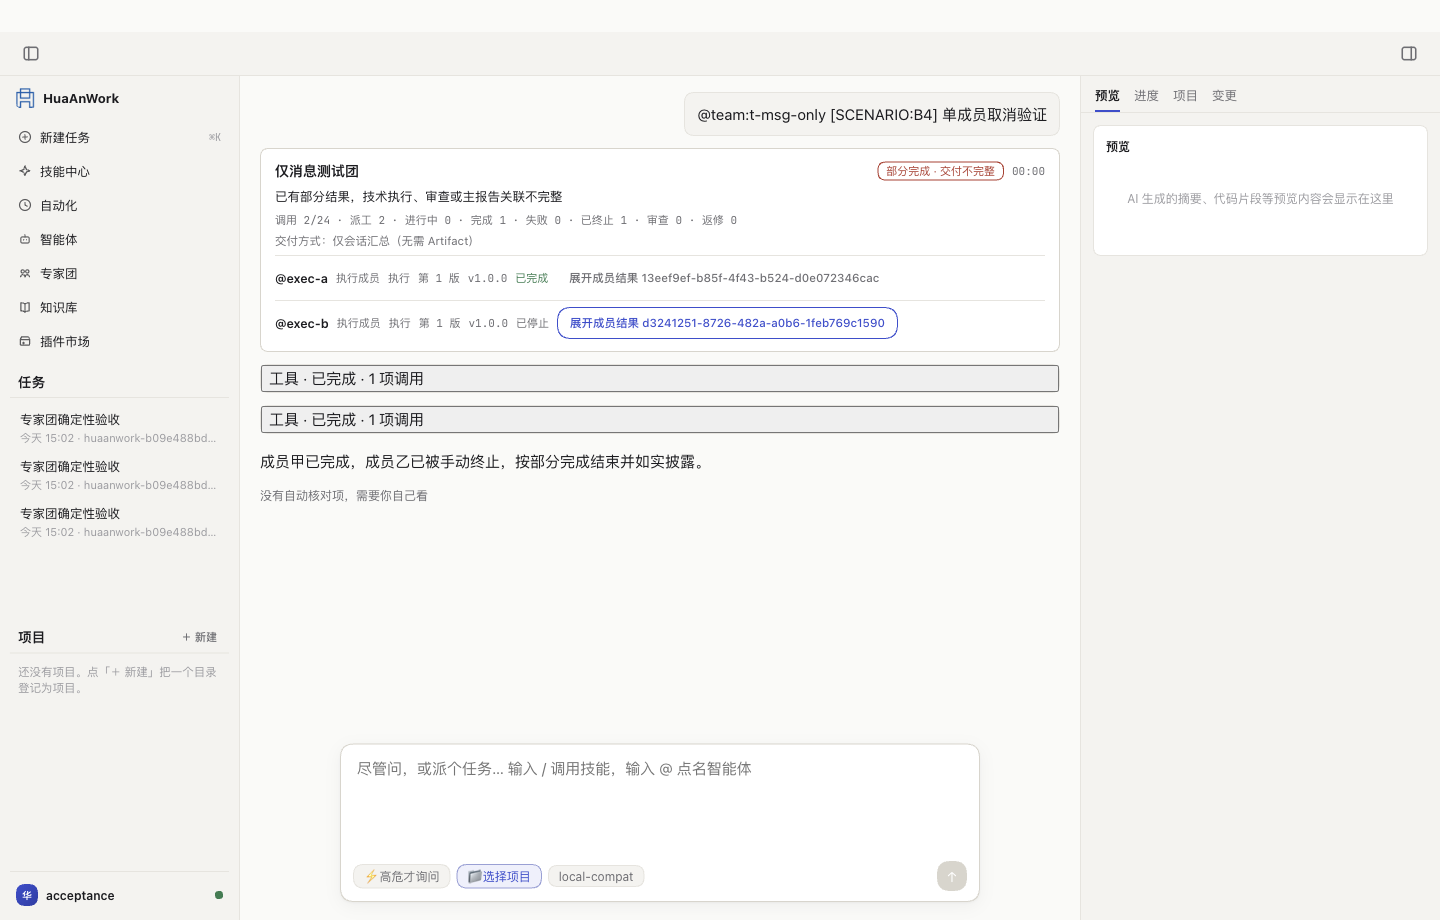 HuaAnWork
新建任务 ⌘K
技能中心
自动化
智能体
专家团
知识库
插件市场
任务
专家团确定性验收
今天 15:02 · huaanwork-b09e488bd...
专家团确定性验收
今天 15:02 · huaanwork-b09e488bd...
专家团确定性验收
今天 15:02 · huaanwork-b09e488bd...
项目 + 新建
还没有项目。点「+ 新建」把一个目录
登记为项目。
华 acceptance
@team:t-msg-only [SCENARIO:B4] 单成员取消验证
仅消息测试团 部分完成 · 交付不完整 00:00
已有部分结果，技术执行、审查或主报告关联不完整
调用 2/24 · 派工 2 · 进行中 0 · 完成 1 · 失败 0 · 已终止 1 · 审查 0 · 返修 0
交付方式：仅会话汇总（无需 Artifact）
@exec-a 执行成员 执行 第 1 版 v1.0.0 已完成 展开成员结果 13eef9ef-b85f-4f43-b524-d0e072346cac
@exec-b 执行成员 执行 第 1 版 v1.0.0 已停止 展开成员结果 d3241251-8726-482a-a0b6-1feb769c1590
工具 · 已完成 · 1 项调用
工具 · 已完成 · 1 项调用
成员甲已完成，成员乙已被手动终止，按部分完成结束并如实披露。
没有自动核对项，需要你自己看
尽管问，或派个任务... 输入 / 调用技能，输入 @ 点名智能体
⚡高危才询问 选择项目 local-compat
预览 进度 项目 变更
预览
AI 生成的摘要、代码片段等预览内容会显示在这里